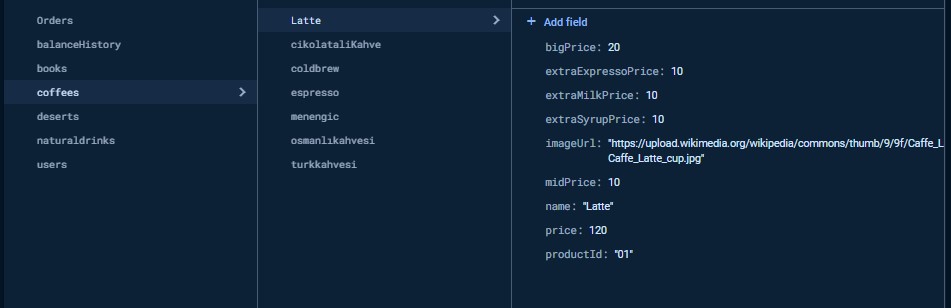 Orders
balanceHistory
books
coffees
deserts
naturaldrinks
users
Latte
cikolataliKahve
coldbrew
espresso
menengic
osmanlıkahvesi
turkkahvesi
+ Add field
bigPrice: 20
extraExpressoPrice: 10
extraMilkPrice: 10
extraSyrupPrice: 10
imageUrl: "https://upload.wikimedia.org/wikipedia/commons/thumb/9/9f/Caffe_L
Caffe_Latte_cup.jpg"
midPrice: 10
name: "Latte"
price: 120
productId: "01"